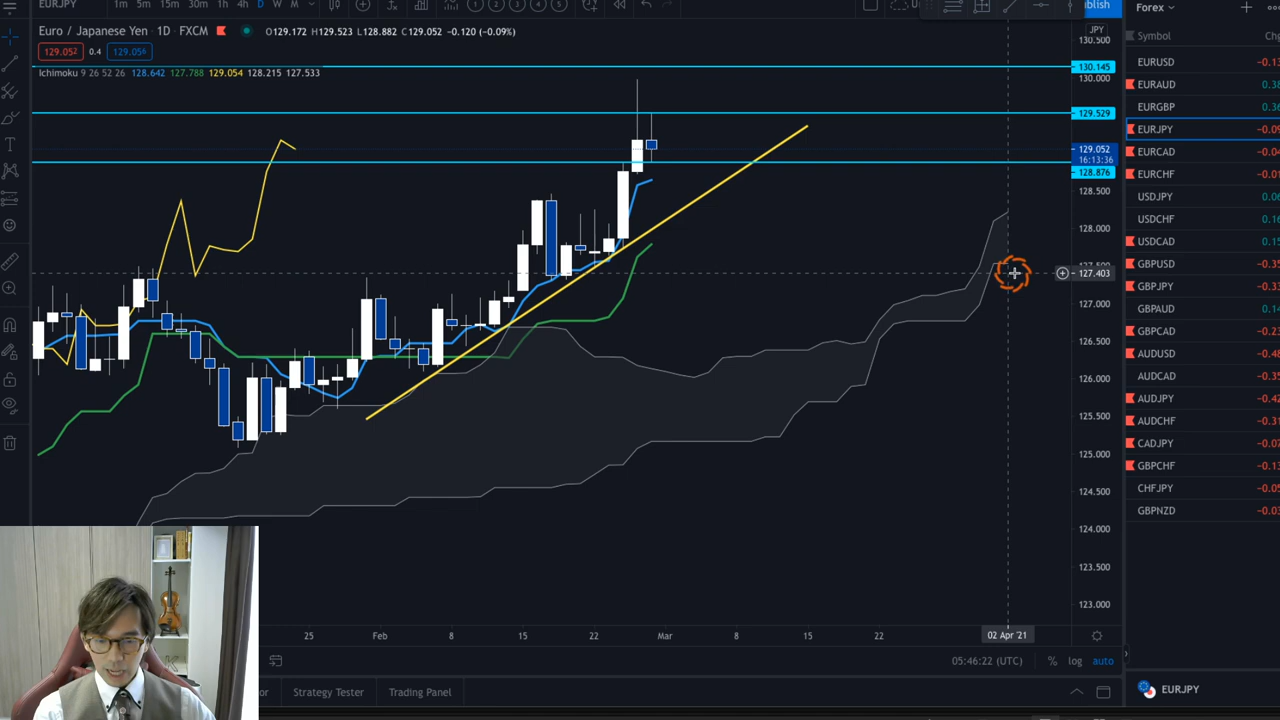 EURJPY 1m 5m 15m 30m 1h 4h D W M
Euro / Japanese Yen · 1D · FXCM O129.172 H129.523 L128.882 C129.052 -0.120 (-0.09%)
129.052 0.4 129.056
Ichimoku 9 26 52 26 128.642 127.788 129.054 128.215 127.533
JPY
130.500
130.145
130.000
129.529
129.052
16:13:36
128.876
128.500
128.000
127.403
127.000
126.500
126.000
125.500
125.000
124.500
124.000
123.500
123.000
25 Feb 8 15 22 Mar 8 15 22 02 Apr '21
05:46:22 (UTC) % log auto
Strategy Tester Trading Panel
Forex
Symbol
EURUSD
EURAUD
EURGBP
EURJPY
EURCAD
EURCHF
USDJPY
USDCHF
USDCAD
GBPUSD
GBPJPY
GBPAUD
GBPCAD
AUDUSD
AUDCAD
AUDJPY
AUDCHF
CADJPY
GBPCHF
CHFJPY
GBPNZD
EURJPY